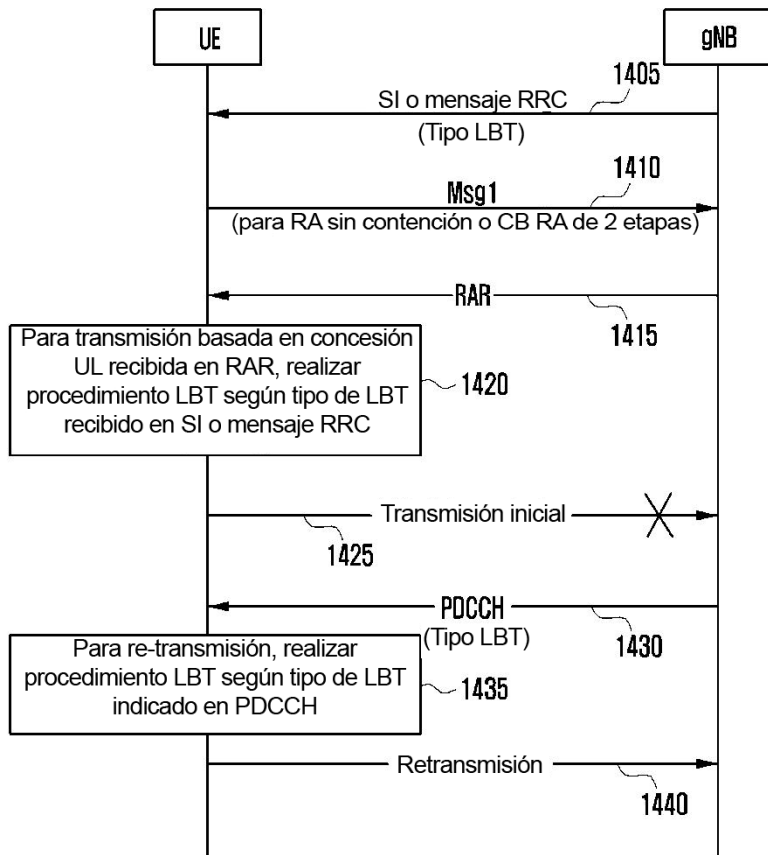 UE
gNB
1405
SI o mensaje RRC
(Tipo LBT)
1410
Msg1
(para RA sin contención o CB RA de 2 etapas)
RAR
1415
Para transmisión basada en concesión
UL recibida en RAR, realizar
procedimiento LBT según tipo de LBT
recibido en SI o mensaje RRC
1420
Transmisión inicial
1425
PDCCH
(Tipo LBT)
1430
Para re-transmisión, realizar
procedimiento LBT según tipo de LBT
indicado en PDCCH
1435
Retransmisión
1440